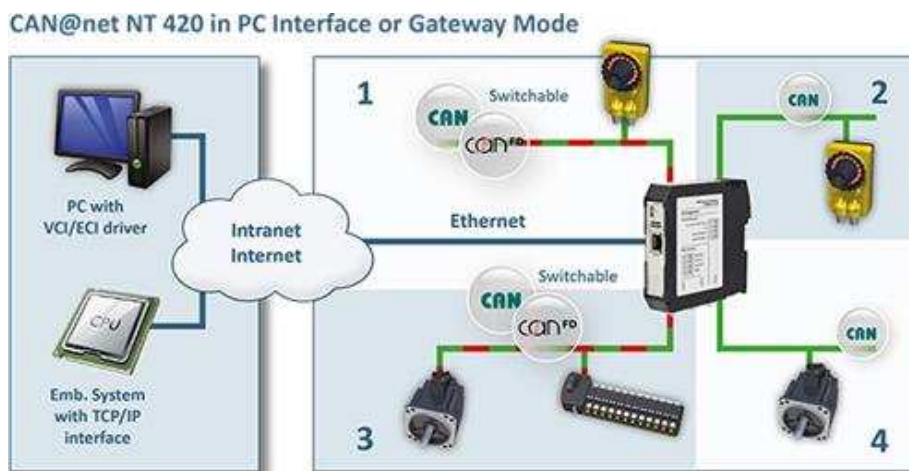 CAN@net NT 420 in PC Interface or Gateway Mode
PC with
VCI/ECI driver
CPU
Emb. System
with TCP/IP
interface
Intranet
Internet
Ethernet
1
Switchable
CAN
CAN FD
2
CAN
Switchable
CAN
CAN FD
3
CAN
4